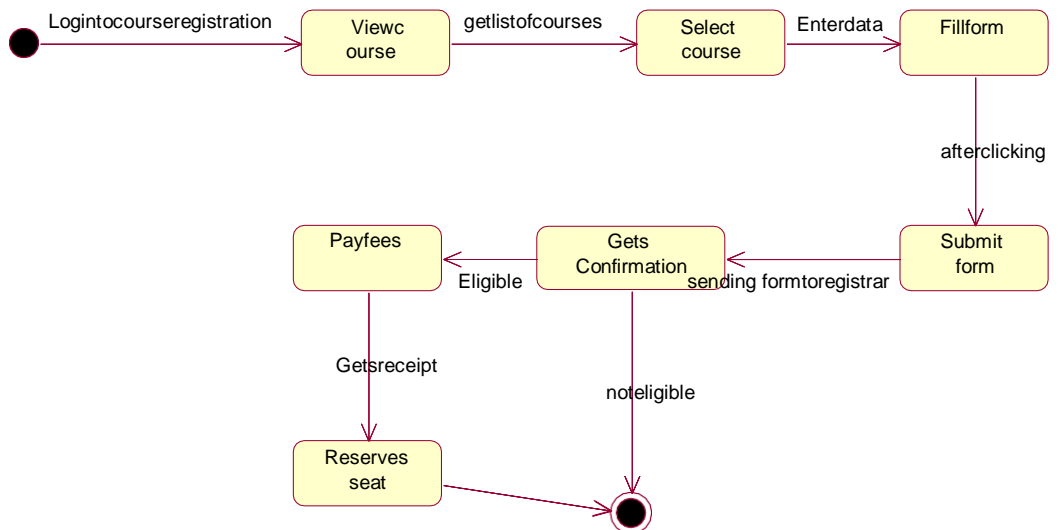 Logintocourseregistration
Viewc
ourse
getlistofcourses
Select
course
Enterdata
Fillform
afterclicking
Submit
form
sending formtoregistrar
Gets
Confirmation
Eligible
Payfees
Getsreceipt
noteligible
Reserves
seat